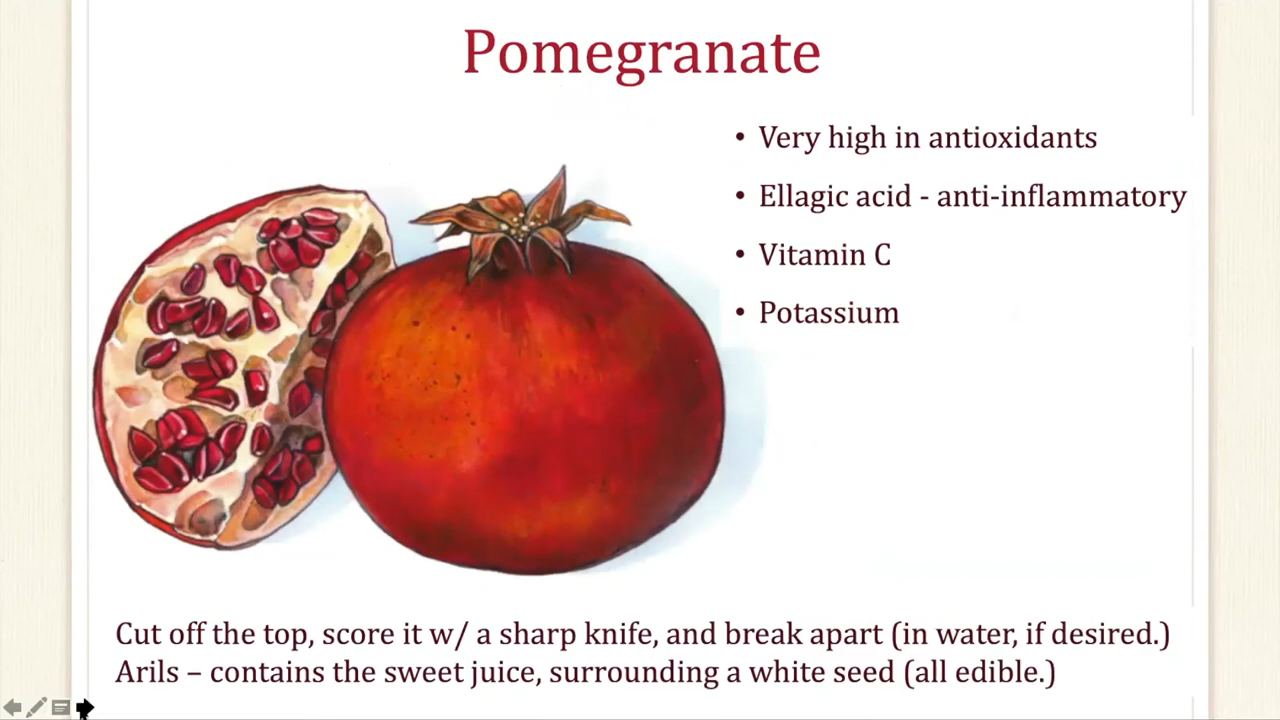 Pomegranate
• Very high in antioxidants
• Ellagic acid - anti-inflammatory
• Vitamin C
• Potassium
Cut off the top, score it w/ a sharp knife, and break apart (in water, if desired.)
Arils – contains the sweet juice, surrounding a white seed (all edible.)